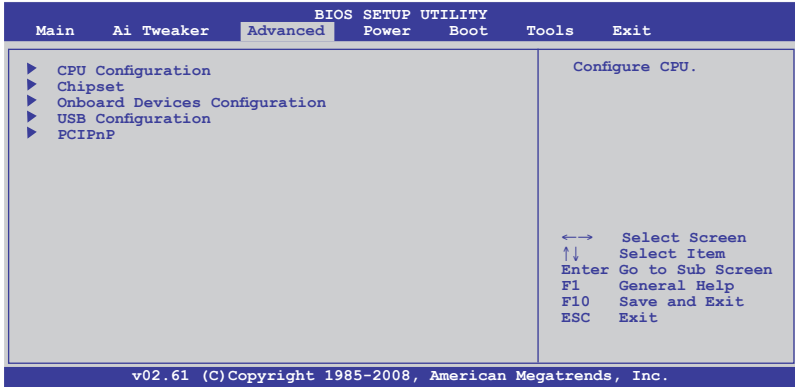 BIOS SETUP UTILITY
Main Ai Tweaker Advanced Power Boot Tools Exit
CPU Configuration
Chipset
Onboard Devices Configuration
USB Configuration
PCIPnP
Configure CPU.
←→ Select Screen
↑↓ Select Item
Enter Go to Sub Screen
F1 General Help
F10 Save and Exit
ESC Exit
v02.61 (C)Copyright 1985-2008, American Megatrends, Inc.